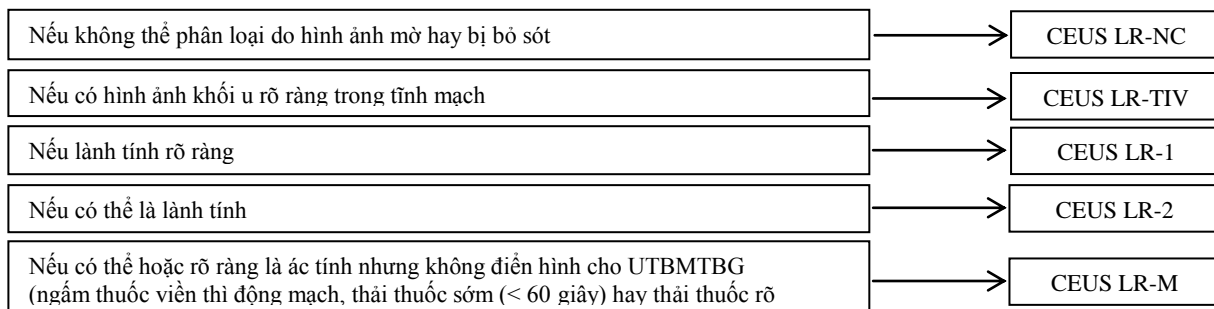 Nếu không thể phân loại do hình ảnh mờ hay bị bỏ sót
CEUS LR-NC
Nếu có hình ảnh khối u rõ ràng trong tĩnh mạch
CEUS LR-TIV
Nếu lành tính rõ ràng
CEUS LR-1
Nếu có thể là lành tính
CEUS LR-2
Nếu có thể hoặc rõ ràng là ác tính nhưng không điển hình cho UTBMTBG
(ngấm thuốc viền thì động mạch, thải thuốc sớm (< 60 giây) hay thải thuốc rõ
CEUS LR-M